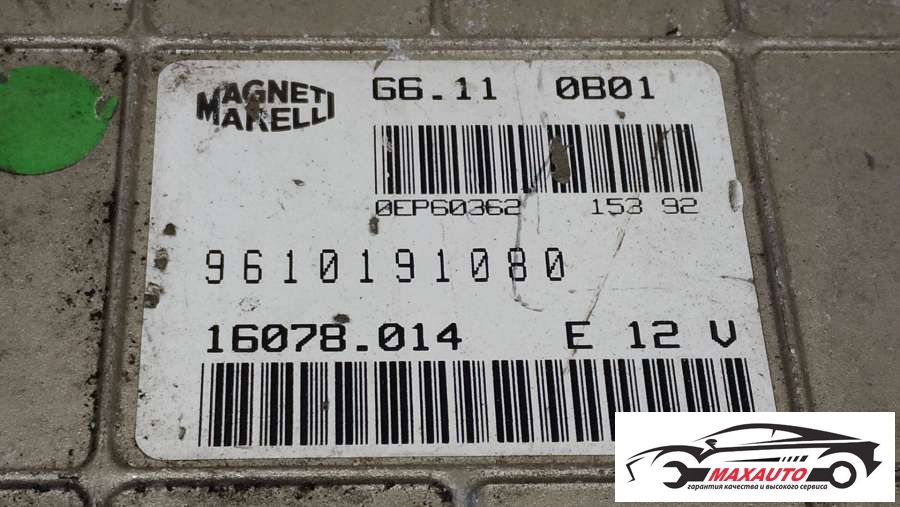 MAGNETI G6.11 0B01
MARELLI
0EP60362 153 92
9610191080
16078.014 E 12 V
MAXAUTO
гарантия качества и высокого сервиса